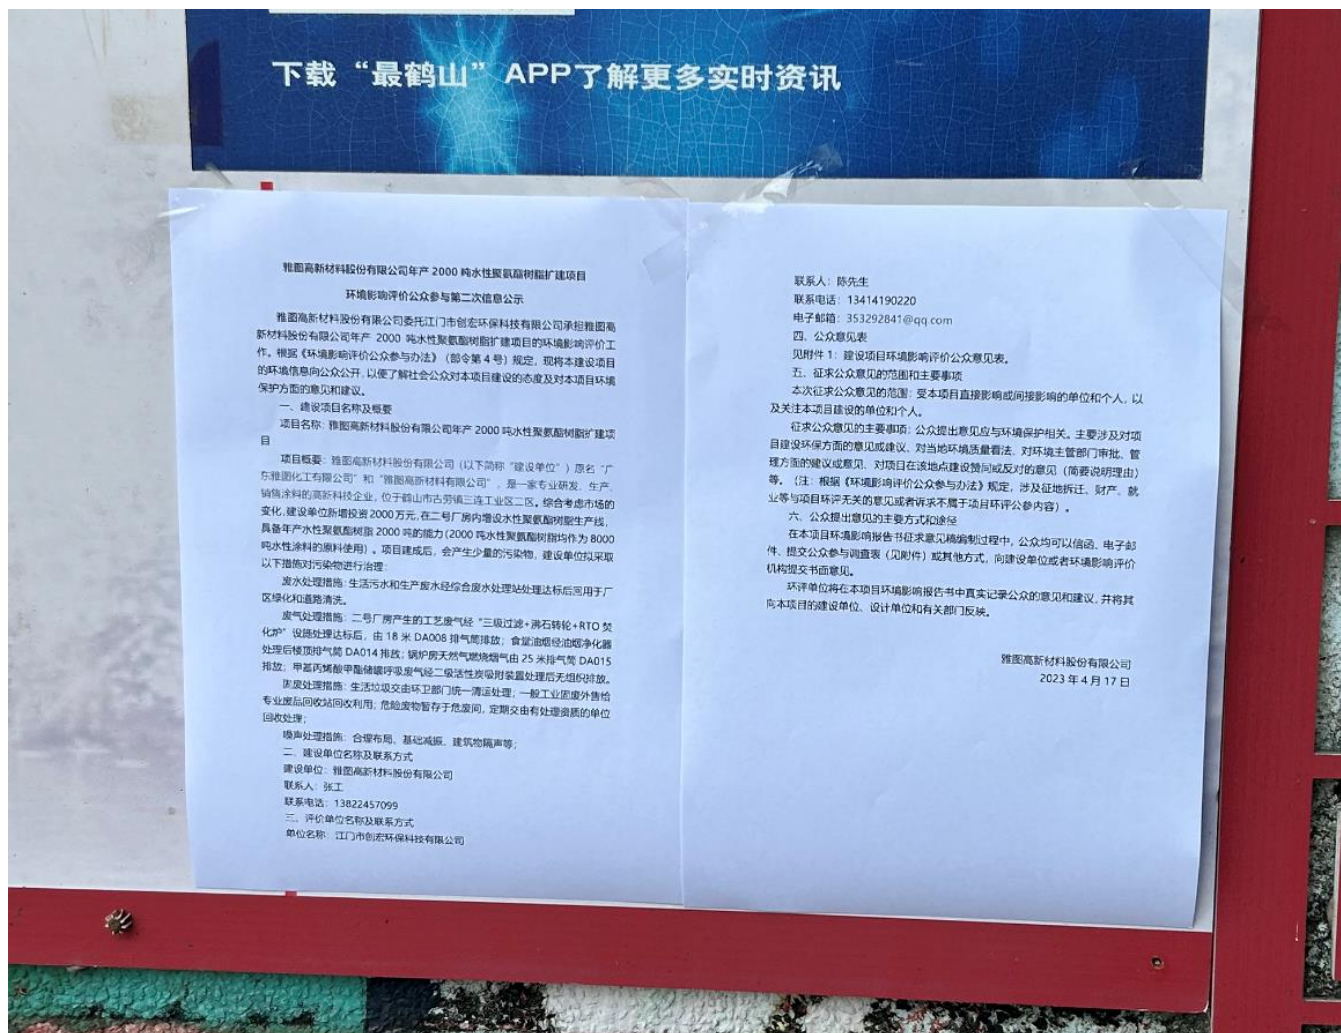 下载“最鹤山”APP了解更多实时资讯
雅图高新材料股份有限公司年产 2000 吨水性聚氨酯树脂扩建项目
环境影响评价公众参与第二次信息公示
雅图高新材料股份有限公司委托江门市创宏环保科技有限公司承担雅图高
新材料股份有限公司年产 2000 吨水性聚氨酯树脂扩建项目的环境影响评价工
作。根据《环境影响评价公众参与办法》（部令第 4 号）规定，现将本建设项目
的环境信息向公众公开，以便了解社会公众对本项目建设的态度及对本项目环境
保护方面的意见和建议。
一、建设项目名称及概要
项目名称：雅图高新材料股份有限公司年产 2000 吨水性聚氨酯树脂扩建项
目
项目概要：雅图高新材料股份有限公司（以下简称“建设单位”）原名“广
东雅图化工有限公司”和“雅图高新材料有限公司”，是一家专业研发、生产、
销售涂料的高新科技企业，位于鹤山市古劳镇三连工业区二区。综合考虑市场的
变化，建设单位新增投资 2000 万元，在二号厂房内增设水性聚氨酯树脂生产线，
具备年产水性聚氨酯树脂 2000 吨的能力（2000 吨水性聚氨酯树脂均作为 8000
吨水性涂料的原料使用）。项目建成后，会产生少量的污染物，建设单位拟采取
以下措施对污染物进行治理：
废水处理措施：生活污水和生产废水经综合废水处理站处理达标后回用于厂
区绿化和道路清洗。
废气处理措施：二号厂房产生的工艺废气经“三级过滤+沸石转轮+RTO 焚
化炉”设施处理达标后，由 18 米 DA008 排气筒排放；食堂油烟经油烟净化器
处理后楼顶排气筒 DA014 排放；锅炉房天然气燃烧烟气由 25 米排气筒 DA015
排放；甲基丙烯酸甲酯储罐呼吸废气经二级活性炭吸附装置处理后无组织排放。
固废处理措施：生活垃圾交由环卫部门统一清运处理；一般工业固废外售给
专业废品回收站回收利用；危险废物暂存于危废间，定期交由有处理资质的单位
回收处理；
噪声处理措施：合理布局、基础减振、建筑物隔声等；
二、建设单位名称及联系方式
建设单位：雅图高新材料股份有限公司
联系人：张工
联系电话：13822457099
三、评价单位名称及联系方式
单位名称：江门市创宏环保科技有限公司
联系人：陈先生
联系电话：13414190220
电子邮箱：353292841@qq.com
四、公众意见表
见附件 1：建设项目环境影响评价公众意见表。
五、征求公众意见的范围和主要事项
本次征求公众意见的范围：受本项目直接影响或间接影响的单位和个人，以
及关注本项目建设的单位和个人。
征求公众意见的主要事项：公众提出意见应与环境保护相关。主要涉及对项
目建设环保方面的意见或建议、对当地环境质量看法、对环境主管部门审批、管
理方面的建议或意见、对项目在该地点建设赞同或反对的意见（简要说明理由）
等。（注：根据《环境影响评价公众参与办法》规定，涉及征地拆迁、财产、就
业等与项目环评无关的意见或者诉求不属于项目环评公参内容）。
六、公众提出意见的主要方式和途径
在本项目环境影响报告书征求意见稿编制过程中，公众均可以信函、电子邮
件、提交公众参与调查表（见附件）或其他方式，向建设单位或者环境影响评价
机构提交书面意见。
环评单位将在本项目环境影响报告书中真实记录公众的意见和建议，并将其
向本项目的建设单位、设计单位和有关部门反映。
雅图高新材料股份有限公司
2023 年 4 月 17 日